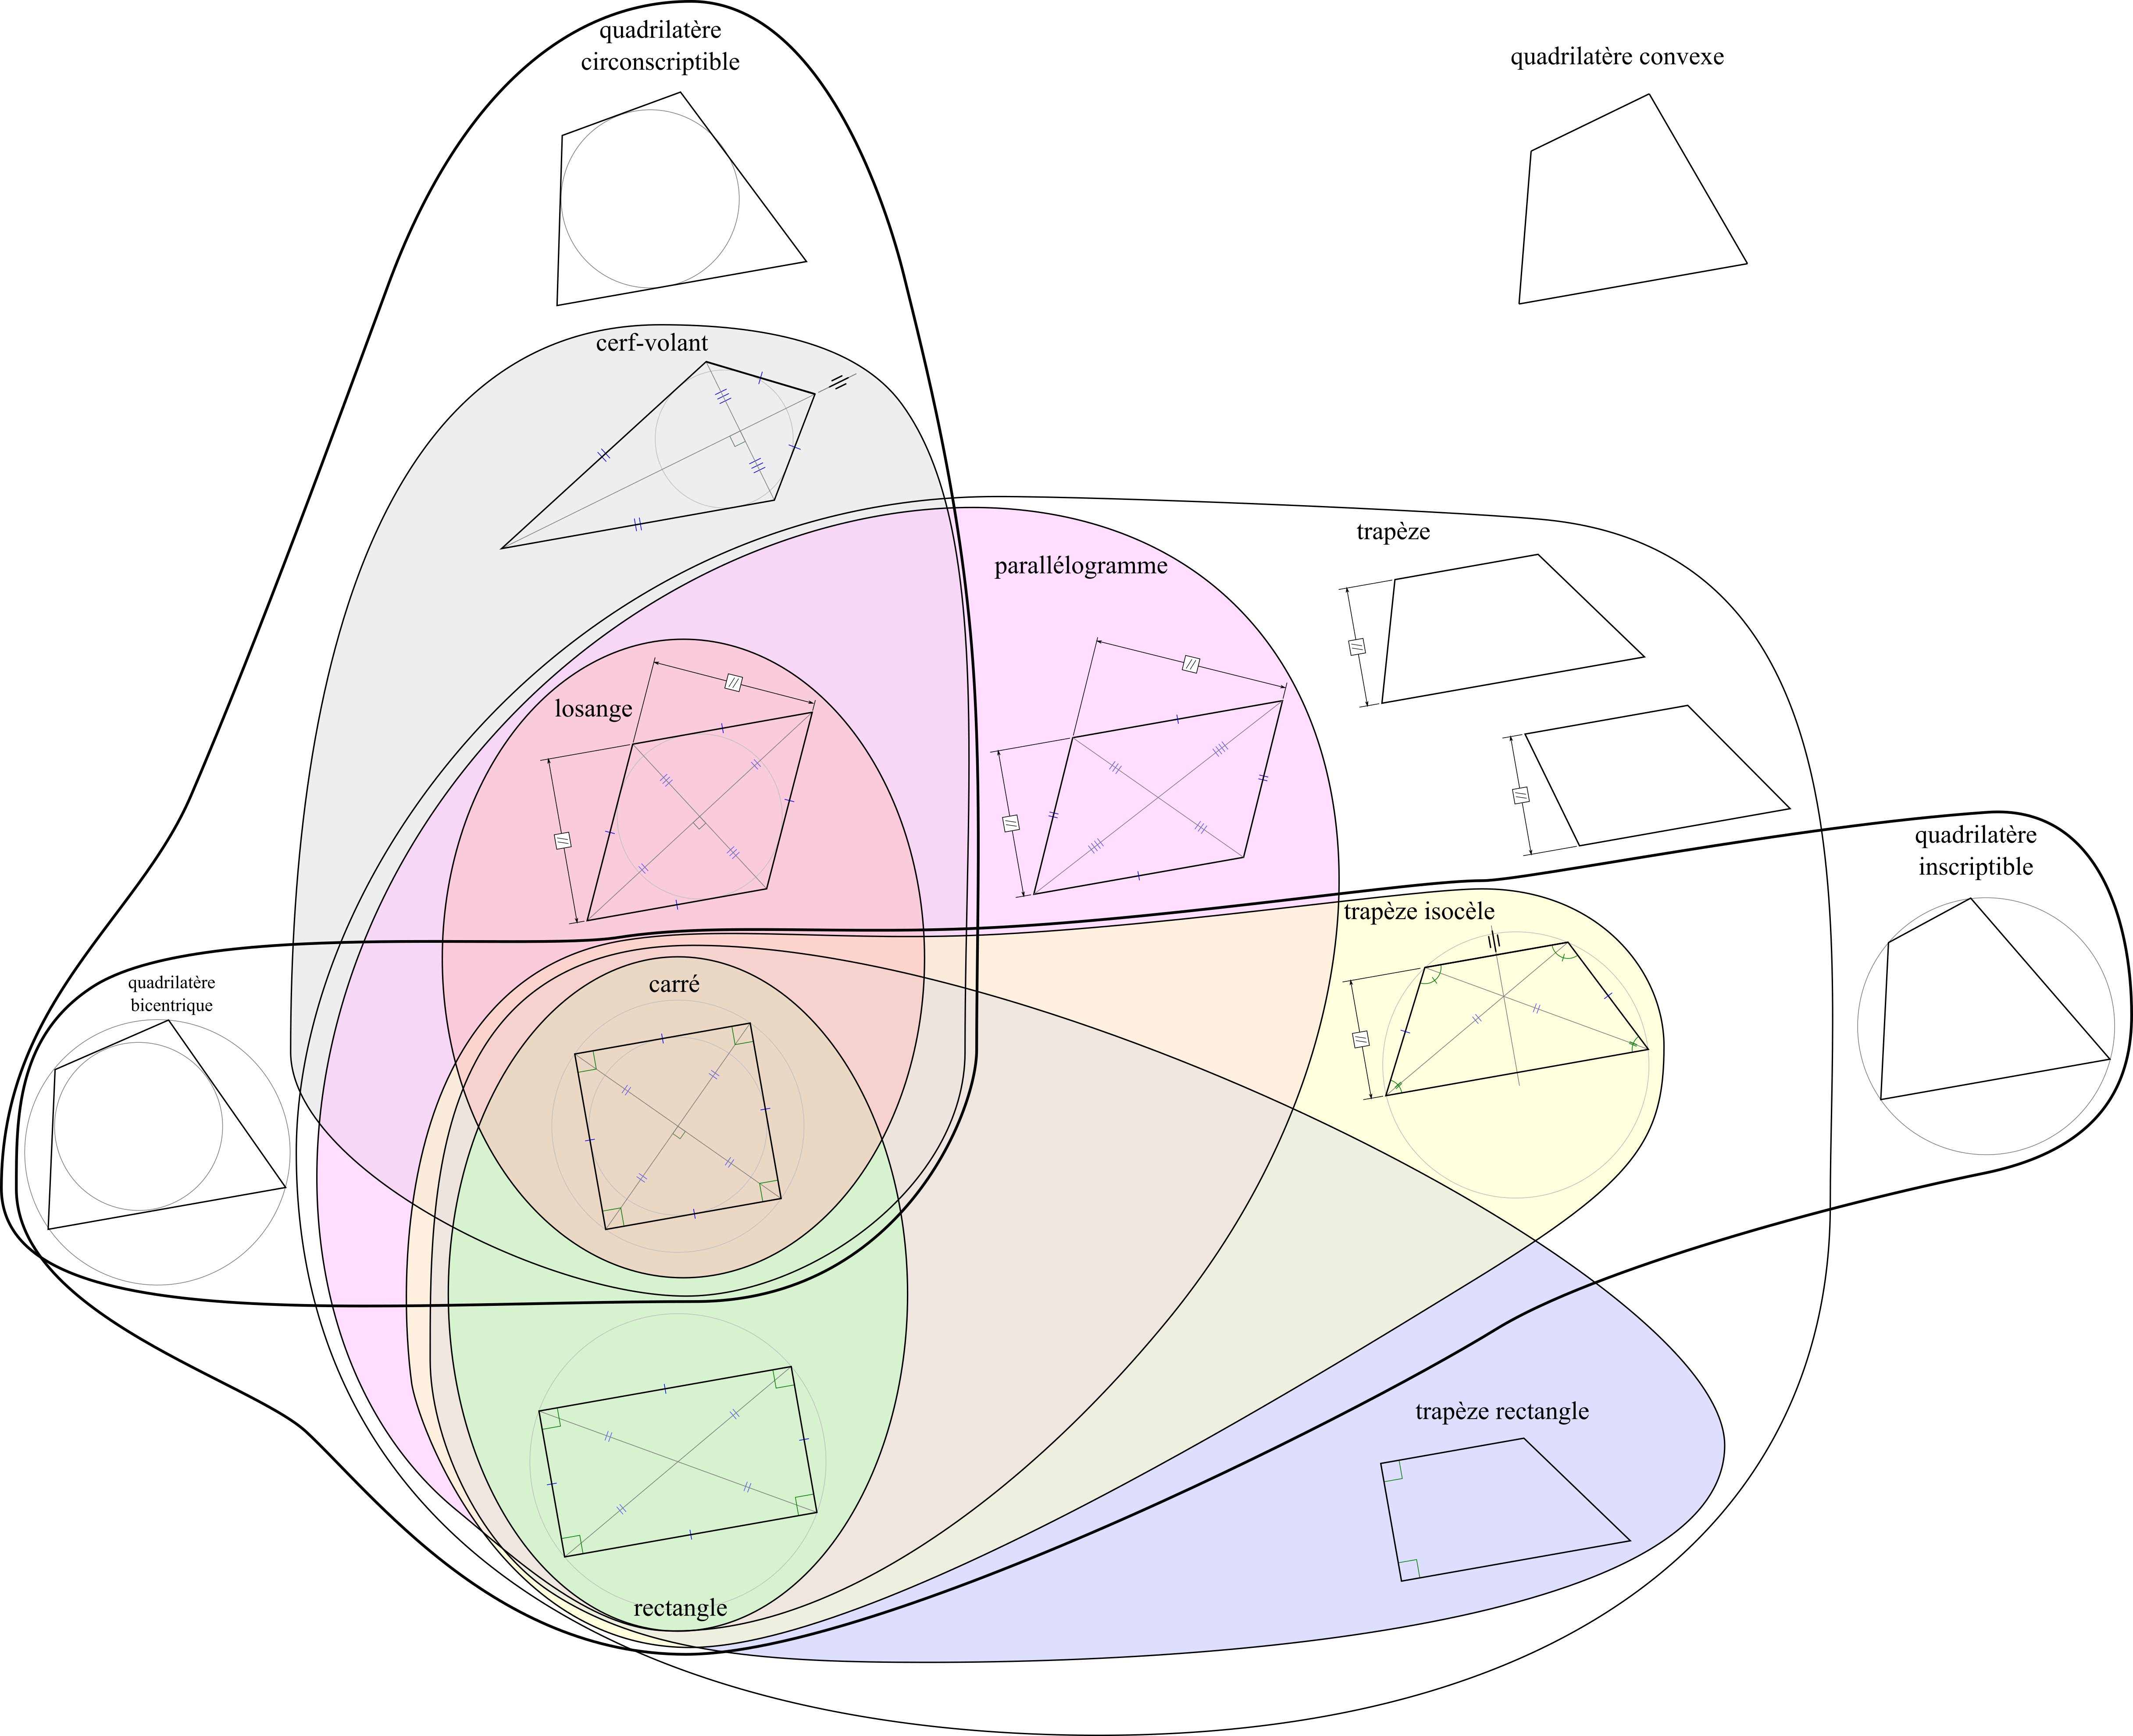 quadrilatère
circonscriptible
quadrilatère convexe
cerf-volant
trapèze
parallélogramme
losange
quadrilatère
inscriptible
trapèze isocèle
carré
quadrilatère
bicentrique
trapèze rectangle
rectangle